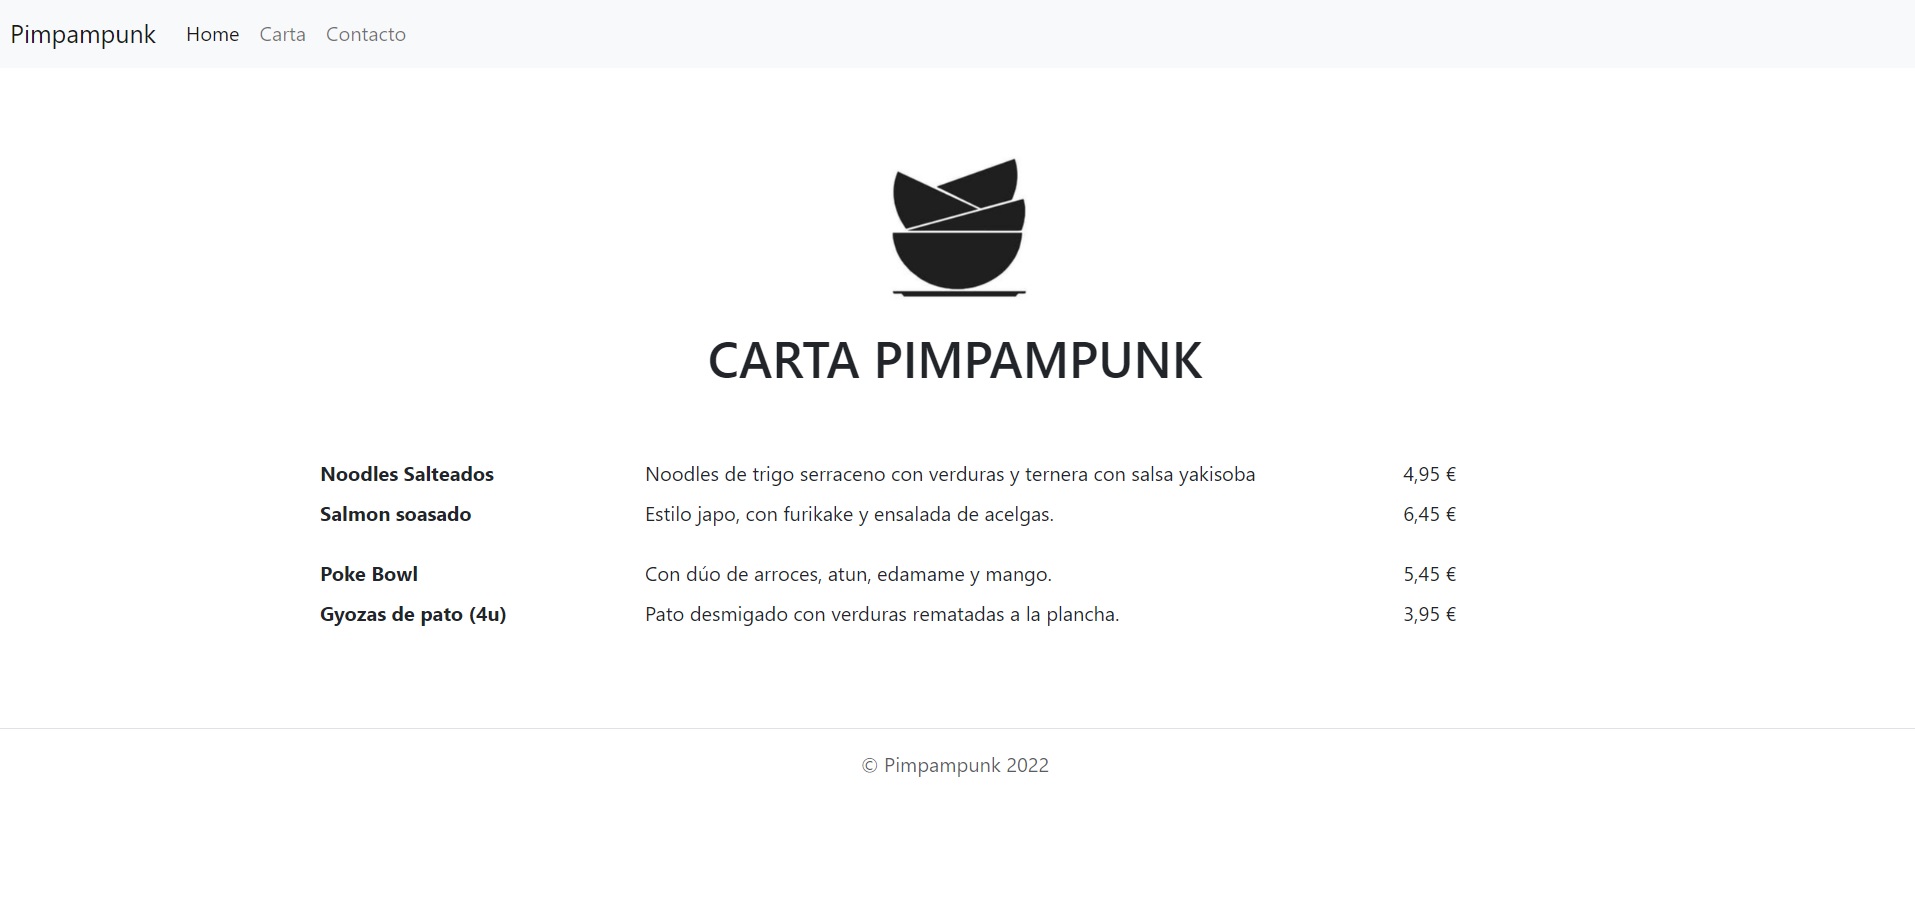 Pimpampunk Home Carta Contacto
CARTA PIMPAMPUNK
Noodles Salteados Noodles de trigo serraceno con verduras y ternera con salsa yakisoba 4,95 €
Salmon soasado Estilo japo, con furikake y ensalada de acelgas. 6,45 €
Poke Bowl Con dúo de arroces, atun, edamame y mango. 5,45 €
Gyozas de pato (4u) Pato desmigado con verduras rematadas a la plancha. 3,95 €
© Pimpampunk 2022